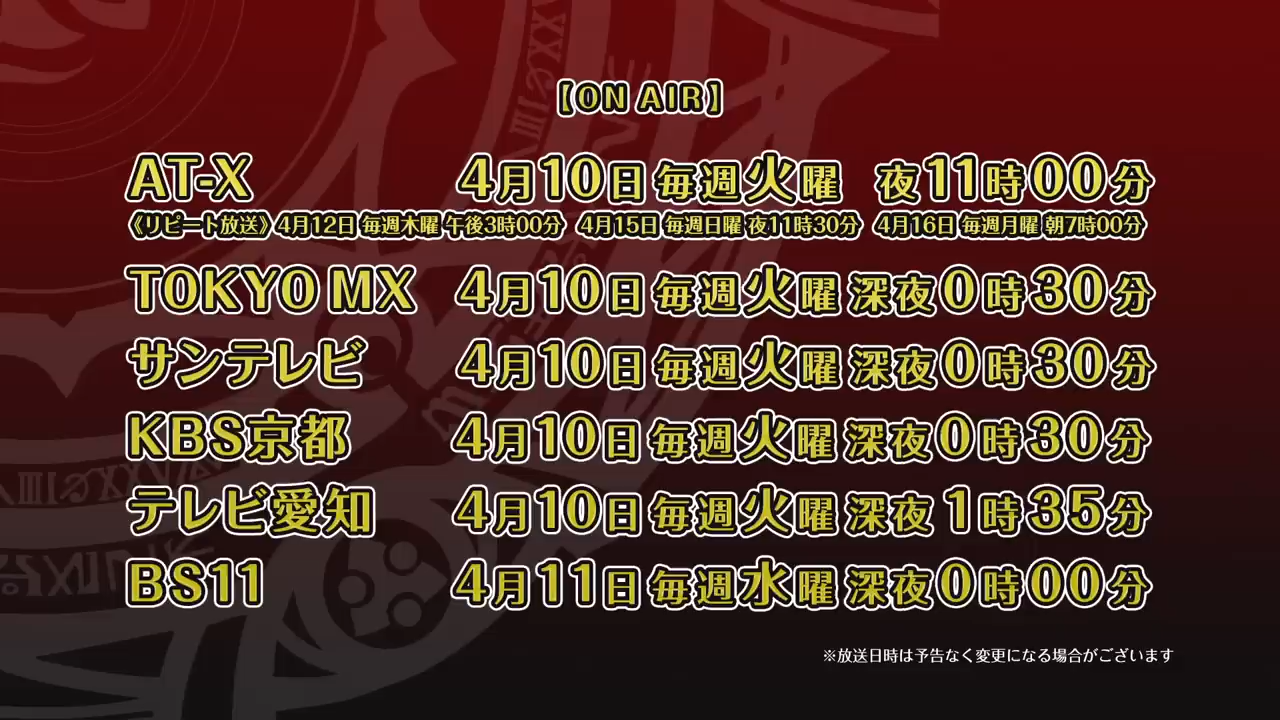 【ON AIR】
AT-X 4月10日 毎週火曜 夜11時00分
《リピート放送》4月12日 毎週木曜 午後3時00分 4月15日 毎週日曜 夜11時30分 4月16日 毎週月曜 朝7時00分
TOKYO MX 4月10日 毎週火曜 深夜0時30分
サンテレビ 4月10日 毎週火曜 深夜0時30分
KBS京都 4月10日 毎週火曜 深夜0時30分
テレビ愛知 4月10日 毎週火曜 深夜1時35分
BS11 4月11日 毎週水曜 深夜0時00分
※放送日時は予告なく変更になる場合がございます